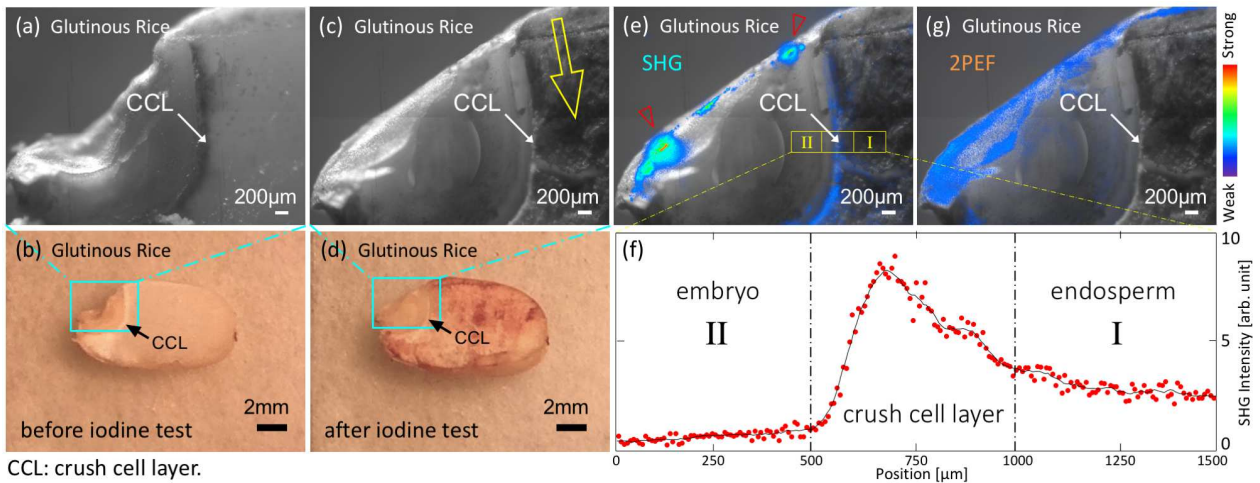 (a) Glutinous Rice
CCL
200µm
(c) Glutinous Rice
CCL
200µm
(e) Glutinous Rice
SHG
CCL
II I
200µm
(g) Glutinous Rice
2PEF
CCL
200µm
Strong
Weak
(b) Glutinous Rice
CCL
2mm
before iodine test
(d) Glutinous Rice
CCL
2mm
after iodine test
(f)
embryo
II
crush cell layer
endosperm
I
10
5
0
SHG Intensity [arb.unit]
0 250 500 750 1000 1250 1500
Position [µm]
CCL: crush cell layer.